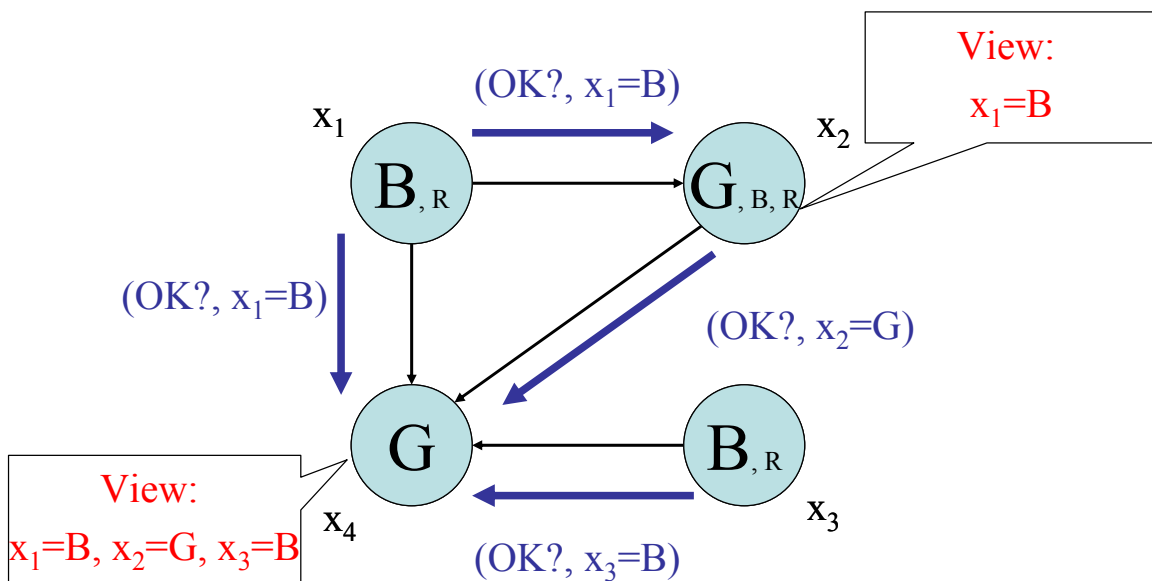 View:
x₁=B
(OK?, x₁=B)
x₁
x₂
B, R
G, B, R
(OK?, x₁=B)
(OK?, x₂=G)
G
B, R
View:
x₁=B, x₂=G, x₃=B
x₄
x₃
(OK?, x₃=B)